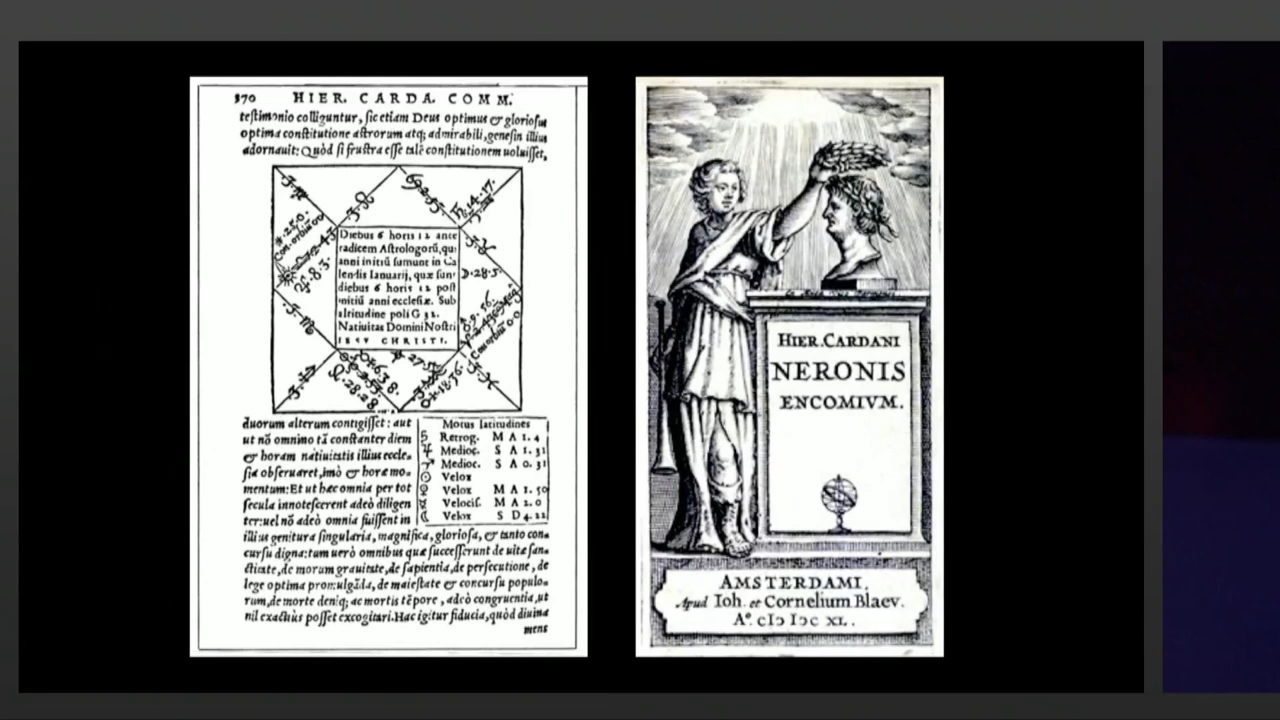 370 HIER. CARDA. COMM.
teſtimonio colliguntur, ſic etiam Deus optimus & glorioſus
optima conſtitutione aſtrorum atq; admirabili, geneſin illius
adornauit: Quòd ſi fruſtra eſſe talē conſtitutionem uoluiſſet,
Diebus 6 horis 12 ante
radicem Aſtrologorū, qui
anni initiū ſumunt in Ca
lendis Ianuarij, quæ ſunt
diebus 6 horis 12 poſt
initiū anni eccleſiæ. Sub
altitudine poli G 32.
Natiuitas Domini Noſtri
IESV CHRISTI.
duorum alterum contigiſſet: aut
ut nō omnino tā conſtanter diem
& horam natiuitatis illius eccle-
ſia obſeruaret, imò & horæ mo-
mentum: Et ut hæc omnia per tot
ſecula innoteſcerent adeò diligen
ter: uel nō adeò omnia fuiſſent in
Motus latitudines
♄ Retrog. M A 1. 4
♃ Medioc. S A 1. 31
♂ Medioc. S A 0. 31
☉ Velox
♀ Velox M A 1. 50
☿ Velociſ. M A 2. 0
☾ Velox S D 4. 22
illius genitura ſingularia, magnifica, glorioſa, & tanto con-
curſu digna: tum uerò omnibus quæ ſucceſſerunt de uitæ ſan-
ctitate, de morum grauitate, de ſapientia, de perſecutione, de
lege optima promulgāda, de maieſtate & concurſu populo-
rum, de morte deniq; ac mortis tēpore, adeò congruentia, ut
nil exactius poſſet excogitari. Hac igitur fiducia, quòd diuina
mens
HIER. CARDANI
NERONIS
ENCOMIVM.
AMSTERDAMI.
Apud Ioh. et Cornelium Blaev.
Aº. cIↄ Iↄc XL.